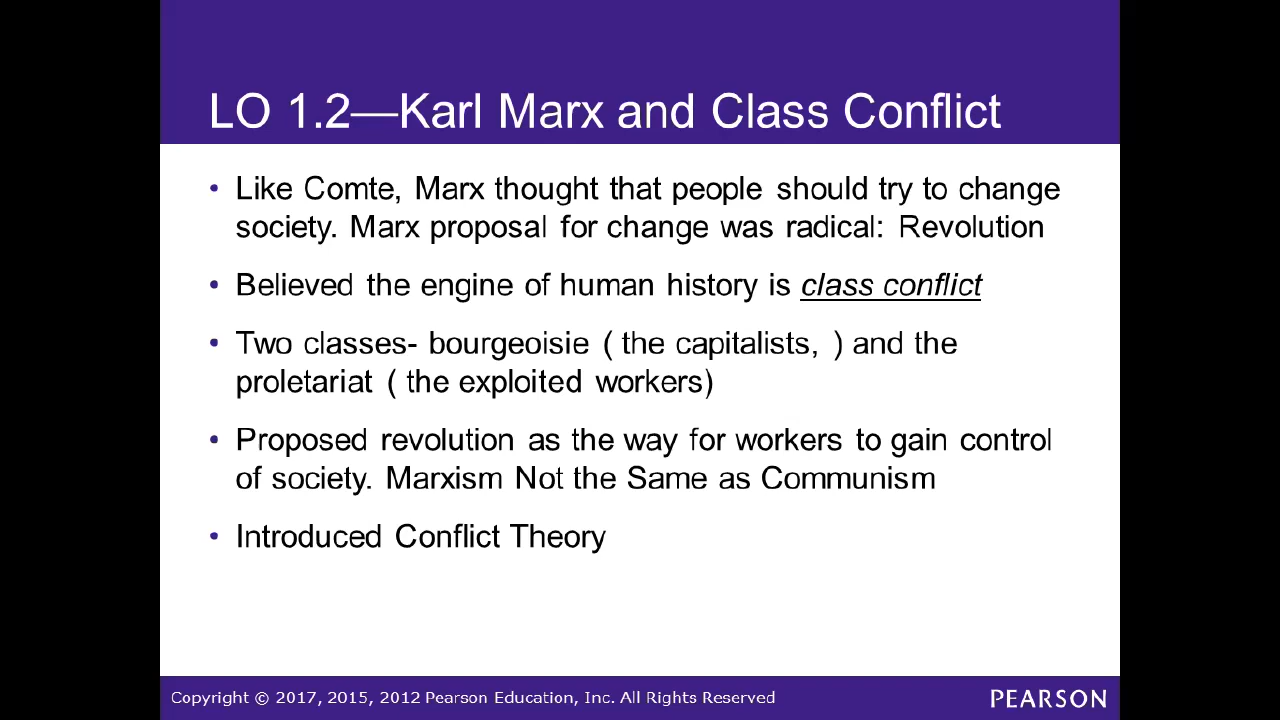 LO 1.2—Karl Marx and Class Conflict
• Like Comte, Marx thought that people should try to change
society. Marx proposal for change was radical: Revolution
• Believed the engine of human history is class conflict
• Two classes- bourgeoisie ( the capitalists, ) and the
proletariat ( the exploited workers)
• Proposed revolution as the way for workers to gain control
of society. Marxism Not the Same as Communism
• Introduced Conflict Theory
Copyright © 2017, 2015, 2012 Pearson Education, Inc. All Rights Reserved
PEARSON